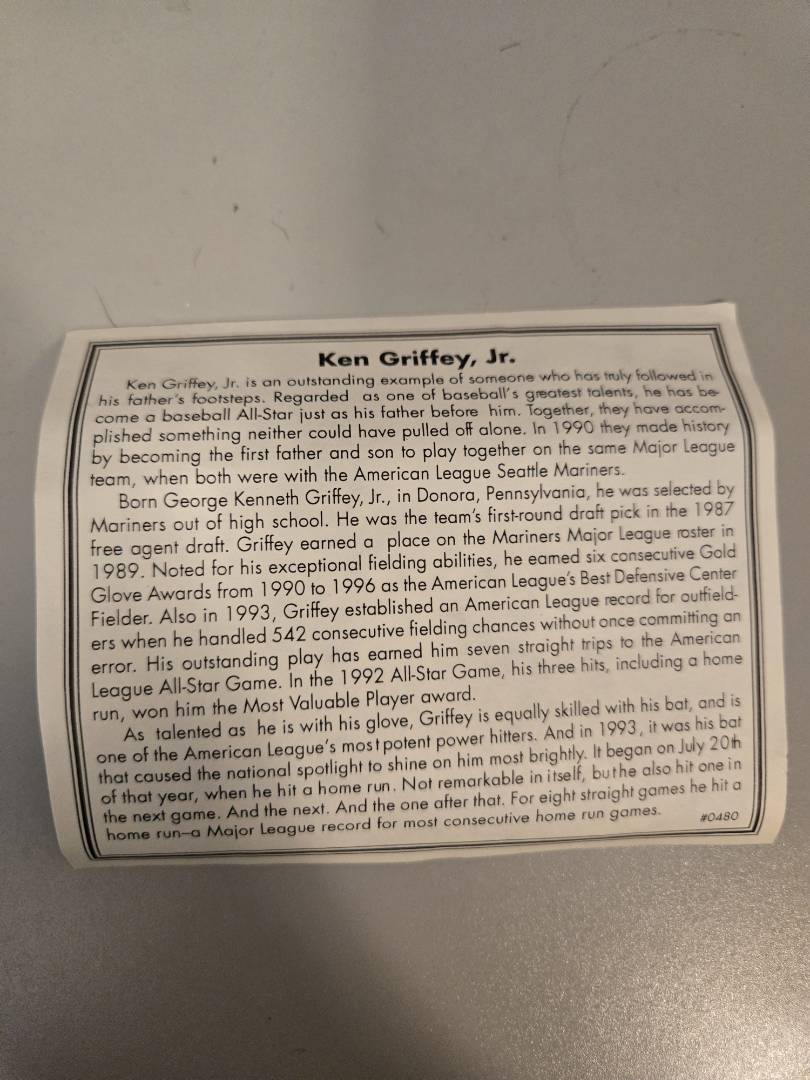 Ken Griffey, Jr.
Ken Griffey, Jr. is an outstanding example of someone who has truly followed in
his father's footsteps. Regarded as one of baseball's greatest talents, he has be-
come a baseball All-Star just as his father before him. Together, they have accom-
plished something neither could have pulled off alone. In 1990 they made history
by becoming the first father and son to play together on the same Major League
team, when both were with the American League Seattle Mariners.
Born George Kenneth Griffey, Jr., in Donora, Pennsylvania, he was selected by
Mariners out of high school. He was the team's first-round draft pick in the 1987
free agent draft. Griffey earned a place on the Mariners Major League roster in
1989. Noted for his exceptional fielding abilities, he earned six consecutive Gold
Glove Awards from 1990 to 1996 as the American League's Best Defensive Center
Fielder. Also in 1993, Griffey established an American League record for outfield-
ers when he handled 542 consecutive fielding chances without once committing an
error. His outstanding play has earned him seven straight trips to the American
League All-Star Game. In the 1992 All-Star Game, his three hits, including a home
run, won him the Most Valuable Player award.
As talented as he is with his glove, Griffey is equally skilled with his bat, and is
one of the American League's most potent power hitters. And in 1993, it was his bat
that caused the national spotlight to shine on him most brightly. It began on July 20th
of that year, when he hit a home run. Not remarkable in itself, but he also hit one in
the next game. And the next. And the one after that. For eight straight games he hit a
home run—a Major League record for most consecutive home run games.
#0480